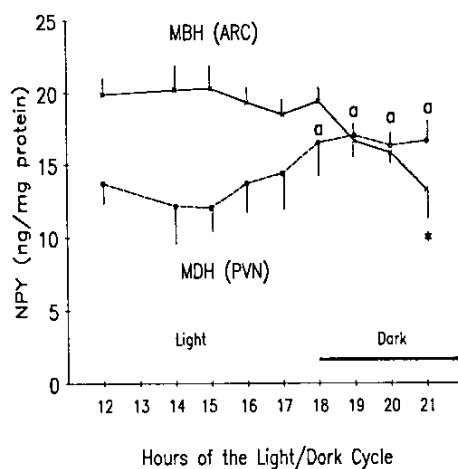 25
MBH (ARC)
20
a a a a
15
NPY (ng/mg protein)
10
*
MDH (PVN)
5
Light Dark
0
12 13 14 15 16 17 18 19 20 21
Hours of the Light/Dark Cycle